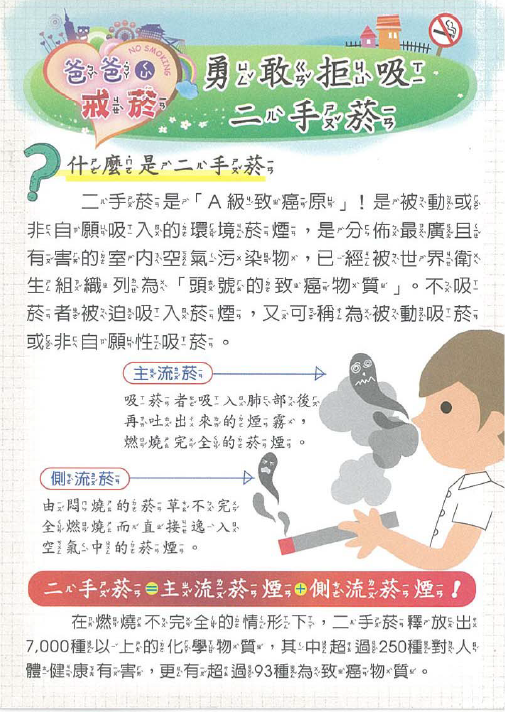 爸爸ㄉ
NO SMOKING
戒菸
勇敢拒吸
二手菸
什麼是二手菸
二手菸是「A級致癌原」！是被動或
非自願吸入的環境菸煙，是分佈最廣且
有害的室內空氣污染物，已經被世界衛
生組織列為「頭號的致癌物質」。不吸
菸者被迫吸入菸煙，又可稱為被動吸菸
或非自願性吸菸。
主流菸
吸菸者吸入肺部後
再吐出來的煙霧，
燃燒完全的菸煙。
側流菸
由悶燒的菸草不完
全燃燒而直接逸入
空氣中的菸煙。
二手菸=主流菸煙+側流菸煙！
在燃燒不完全的情形下，二手菸釋放出
7,000種以上的化學物質，其中超過250種對人
體健康有害，更有超過93種為致癌物質。